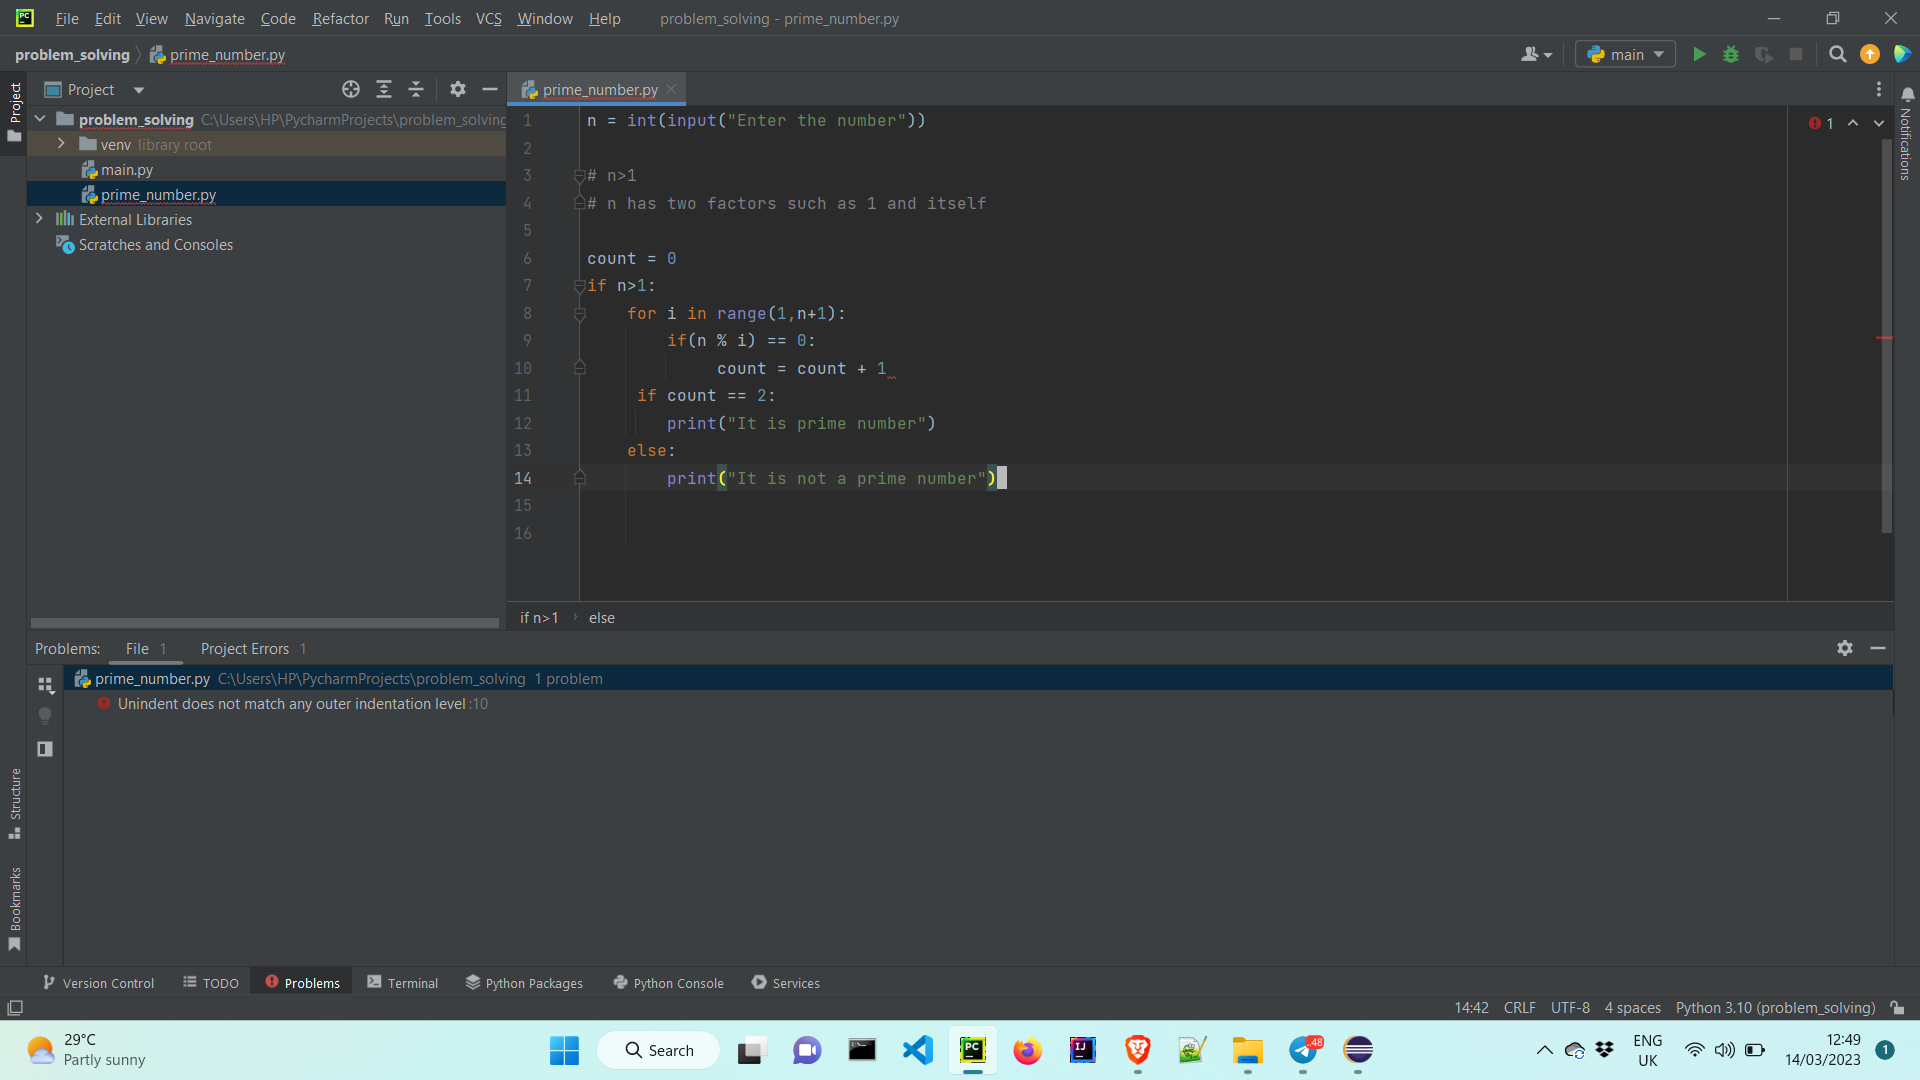 PC File Edit View Navigate Code Refactor Run Tools VCS Window Help problem_solving - prime_number.py
problem_solving prime_number.py main
Project
Project
problem_solving C:\Users\HP\PycharmProjects\problem_solving
venv library root
main.py
prime_number.py
External Libraries
Scratches and Consoles
prime_number.py
1
Notifications
1 n = int(input("Enter the number"))
2
3 # n>1
4 # n has two factors such as 1 and itself
5
6 count = 0
7 if n>1:
8     for i in range(1,n+1):
9         if(n % i) == 0:
10              count = count + 1
11      if count == 2:
12         print("It is prime number")
13     else:
14         print("It is not a prime number")
15
16
if n>1 else
Problems: File 1 Project Errors 1
prime_number.py C:\Users\HP\PycharmProjects\problem_solving 1 problem
Unindent does not match any outer indentation level :10
Structure
Bookmarks
Version Control TODO Problems Terminal Python Packages Python Console Services
14:42 CRLF UTF-8 4 spaces Python 3.10 (problem_solving)
29°C
Partly sunny
Search
PC
IJ
.48
ENG
UK
12:49
14/03/2023
1